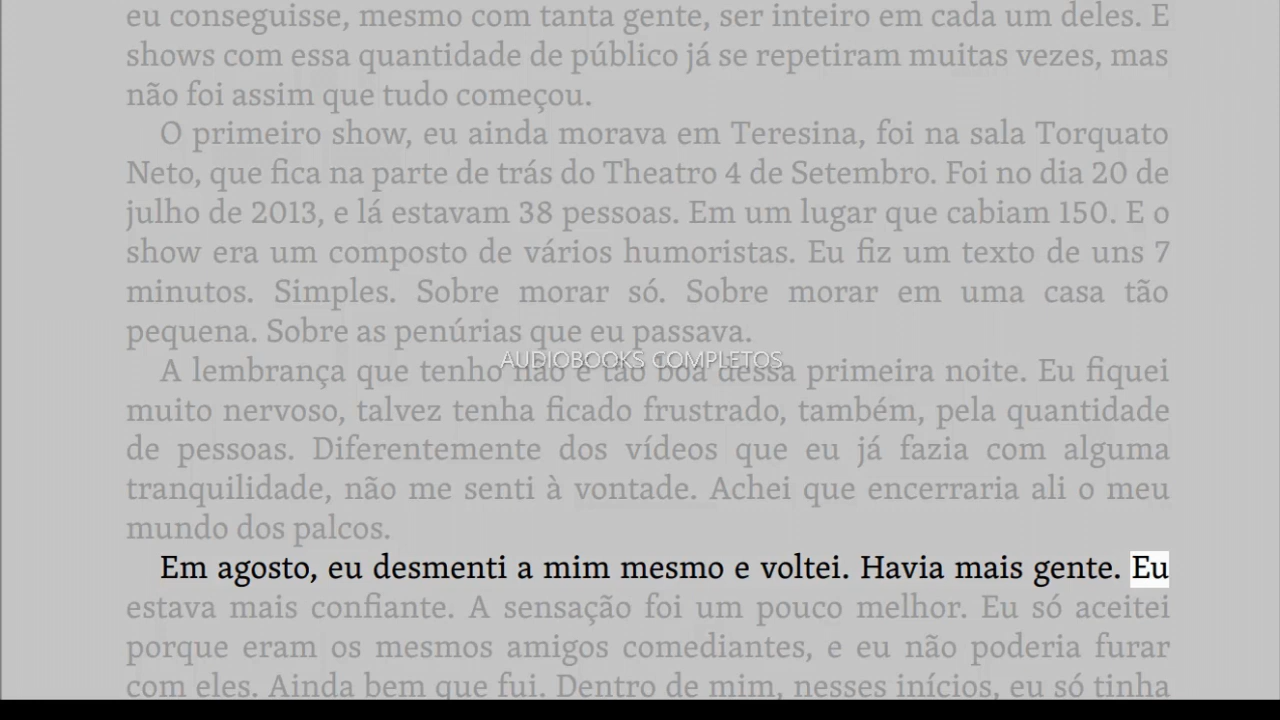 eu conseguisse, mesmo com tanta gente, ser inteiro em cada um deles. E
shows com essa quantidade de público já se repetiram muitas vezes, mas
não foi assim que tudo começou.
O primeiro show, eu ainda morava em Teresina, foi na sala Torquato
Neto, que fica na parte de trás do Theatro 4 de Setembro. Foi no dia 20 de
julho de 2013, e lá estavam 38 pessoas. Em um lugar que cabiam 150. E o
show era um composto de vários humoristas. Eu fiz um texto de uns 7
minutos. Simples. Sobre morar só. Sobre morar em uma casa tão
pequena. Sobre as penúrias que eu passava.
AUDIOBOOKS COMPLETOS
A lembrança que tenho não é tão boa dessa primeira noite. Eu fiquei
muito nervoso, talvez tenha ficado frustrado, também, pela quantidade
de pessoas. Diferentemente dos vídeos que eu já fazia com alguma
tranquilidade, não me senti à vontade. Achei que encerraria ali o meu
mundo dos palcos.
Em agosto, eu desmenti a mim mesmo e voltei. Havia mais gente. Eu
estava mais confiante. A sensação foi um pouco melhor. Eu só aceitei
porque eram os mesmos amigos comediantes, e eu não poderia furar
com eles. Ainda bem que fui. Dentro de mim, nesses inícios, eu só tinha